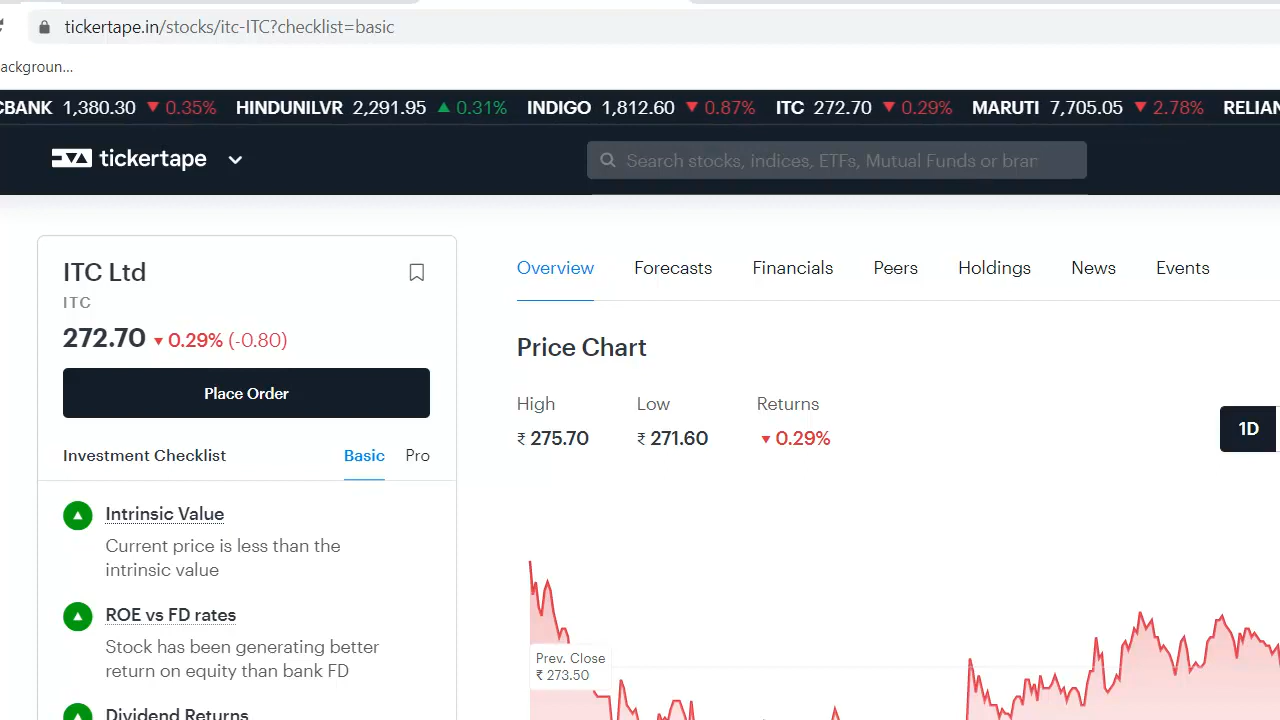 tickertape.in/stocks/itc-ITC?checklist=basic
ackgroun...
CBANK 1,380.30 ▼ 0.35% HINDUNILVR 2,291.95 ▲ 0.31% INDIGO 1,812.60 ▼ 0.87% ITC 272.70 ▼ 0.29% MARUTI 7,705.05 ▼ 2.78% RELIAN
tickertape
Search stocks, indices, ETFs, Mutual Funds or bran
ITC Ltd
ITC
272.70 ▼ 0.29% (-0.80)
Place Order
Investment Checklist Basic Pro
Intrinsic Value
Current price is less than the
intrinsic value
ROE vs FD rates
Stock has been generating better
return on equity than bank FD
Dividend Returns
Overview Forecasts Financials Peers Holdings News Events
Price Chart
High Low Returns
₹ 275.70 ₹ 271.60 ▼ 0.29%
1D
Prev. Close
₹ 273.50